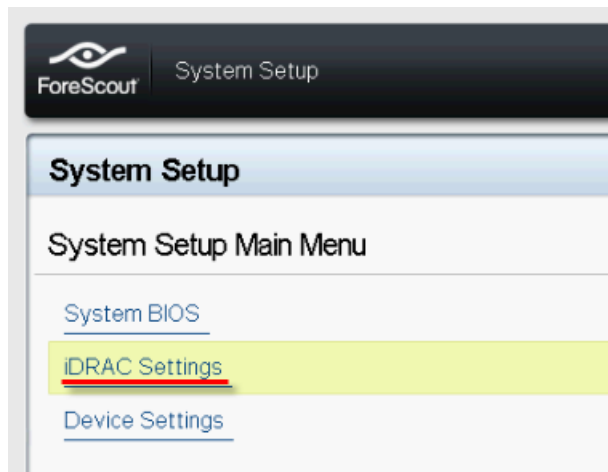 ForeScout
System Setup
System Setup
System Setup Main Menu
System BIOS
iDRAC Settings
Device Settings